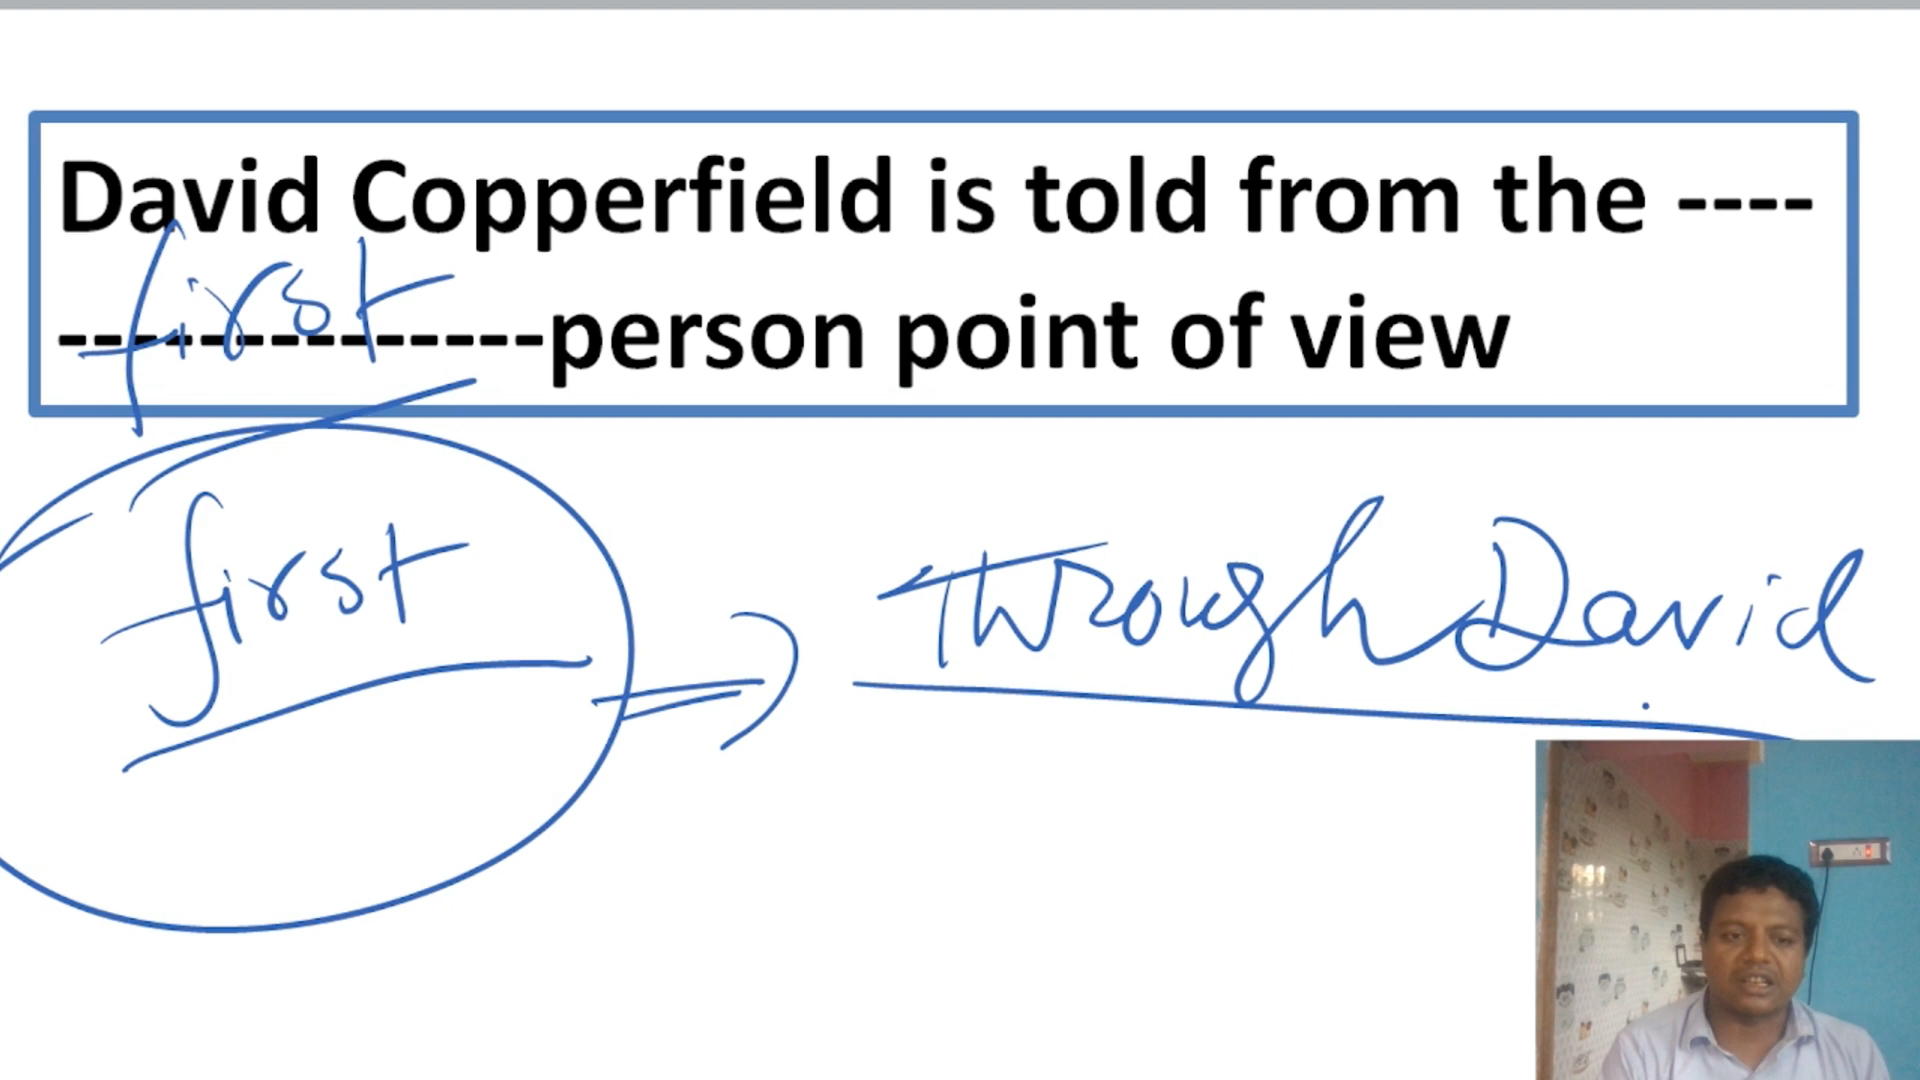 David Copperfield is told from the ----
--------------person point of view
first
first
Through David